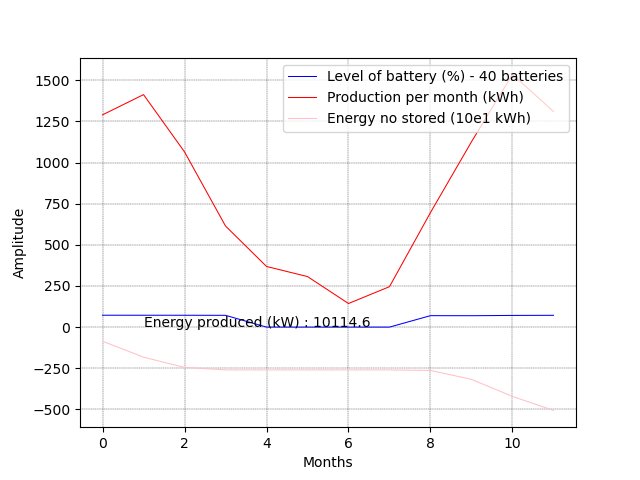 Level of battery (%) - 40 batteries
Production per month (kWh)
Energy no stored (10e1 kWh)
1500
1250
1000
750
500
250
0
−250
−500
Amplitude
Energy produced (kW) : 10114.6
0 2 4 6 8 10
Months